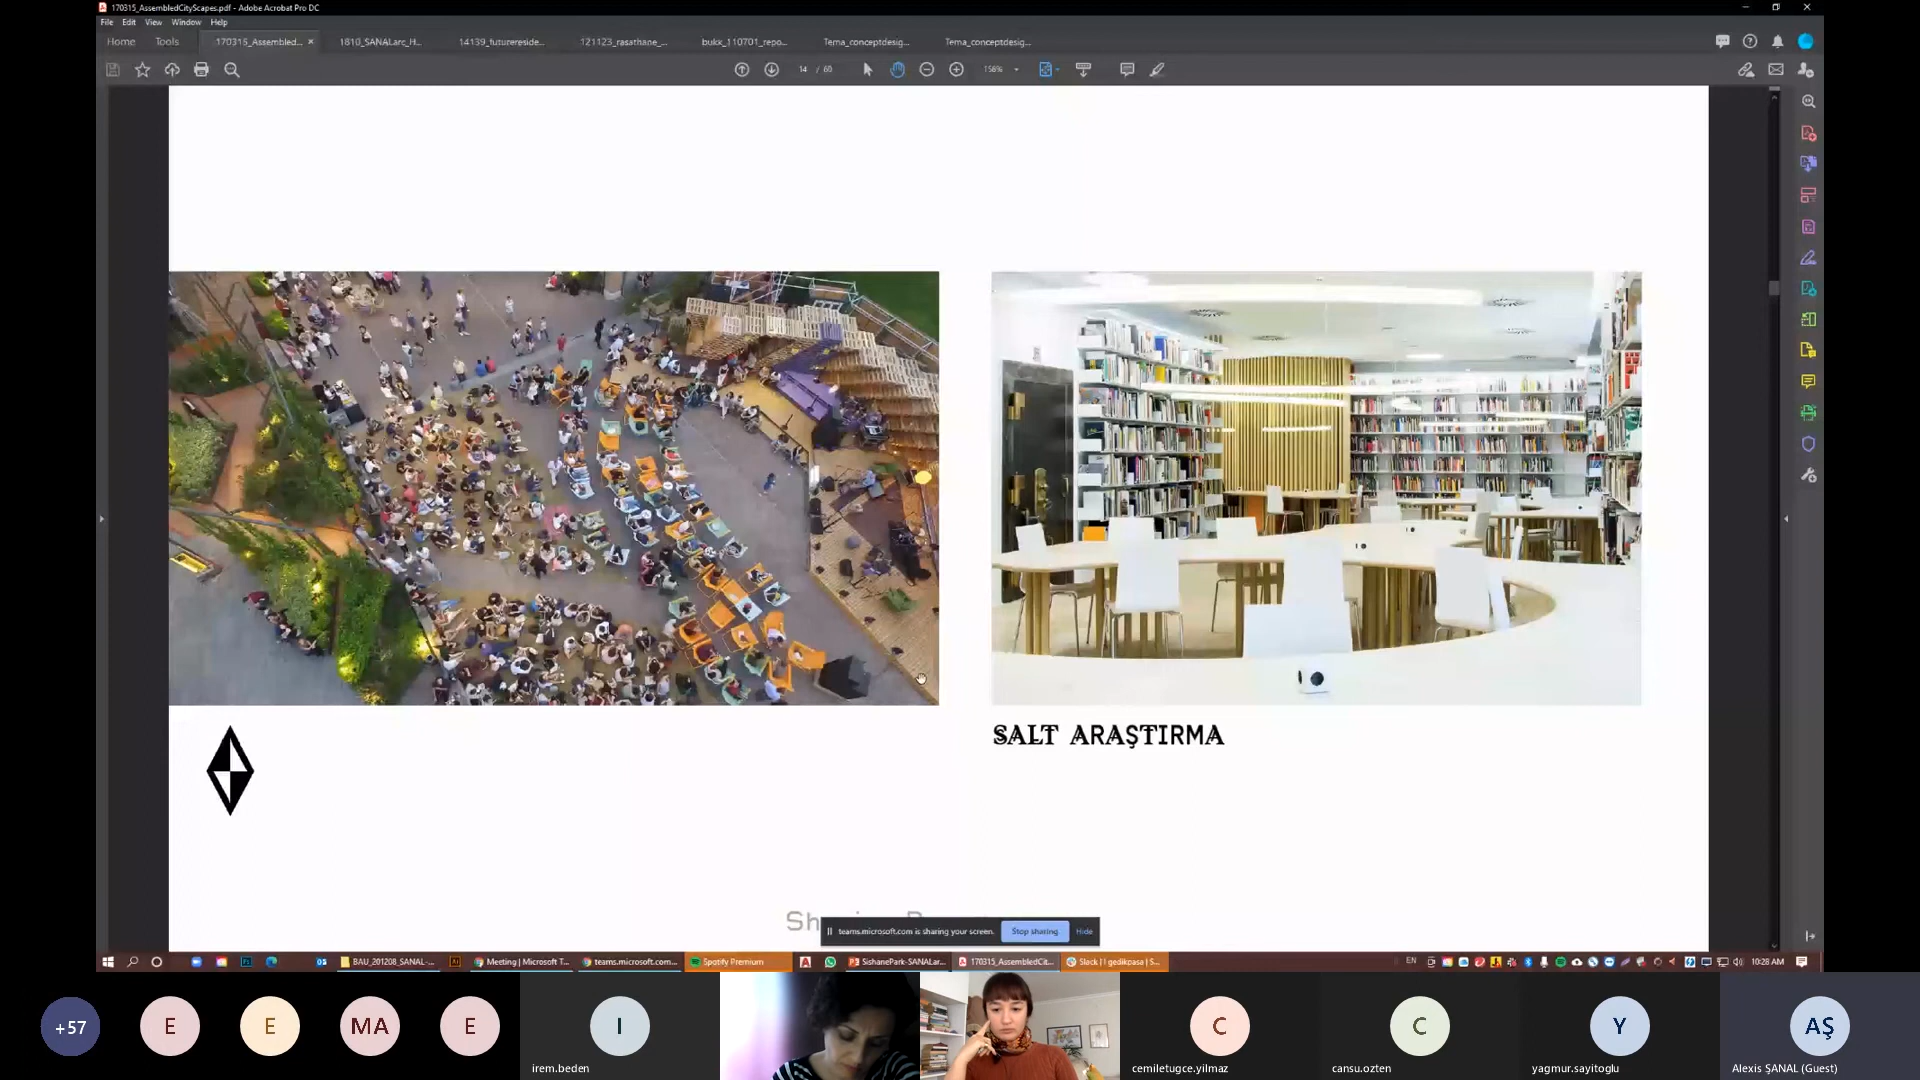 170315_AssembledCityScapes.pdf - Adobe Acrobat Pro DC
File Edit View Window Help
Home Tools 170315_Assembled... × 1810_SANALarc_H... 14139_futurereside... 121123_rasathane_... bukk_110701_repo... Tema_conceptdesig... Tema_conceptdesig...
14 / 60 156%
SALT ARAŞTIRMA
teams.microsoft.com is sharing your screen. Stop sharing Hide
BAU_201208_SANAL-... Meeting | Microsoft T... teams.microsoft.com... Spotify Premium SishanePark-SANALar... 170315_AssembledCit... Slack | l gedikpasa | S... EN 10:28 AM
+57 E E MA E I C C Y AŞ
irem.beden cemiletugce.yilmaz cansu.ozten yagmur.sayitoglu Alexis ŞANAL (Guest)